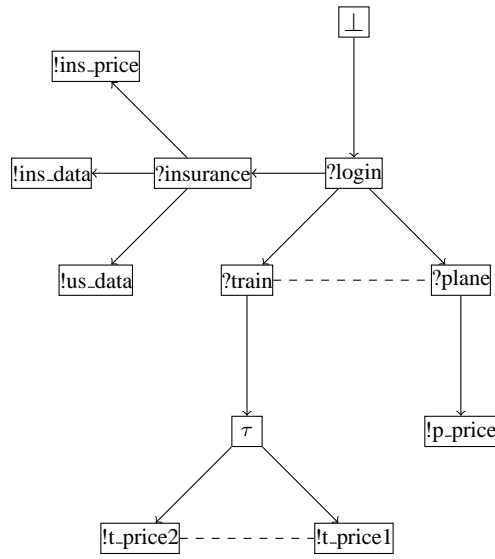 ⊥
!ins_price
!ins_data
?insurance
?login
!us_data
?train
?plane
τ
!p_price
!t_price2
!t_price1